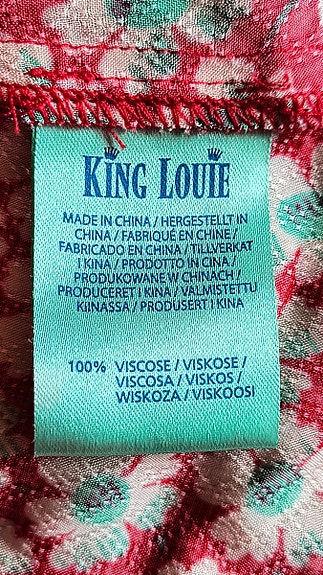 KING LOUIE
MADE IN CHINA / HERGESTELLT IN
CHINA / FABRIQUÉ EN CHINE /
FABRICADO EN CHINA / TILLVERKAT
I KINA / PRODOTTO IN CINA /
PRODUKOWANE W CHINACH /
PRODUCERET I KINA / VALMISTETTU
KIINASSA / PRODUSERT I KINA
100% VISCOSE / VISKOSE /
VISCOSA / VISKOS /
WISKOZA / VISKOOSI